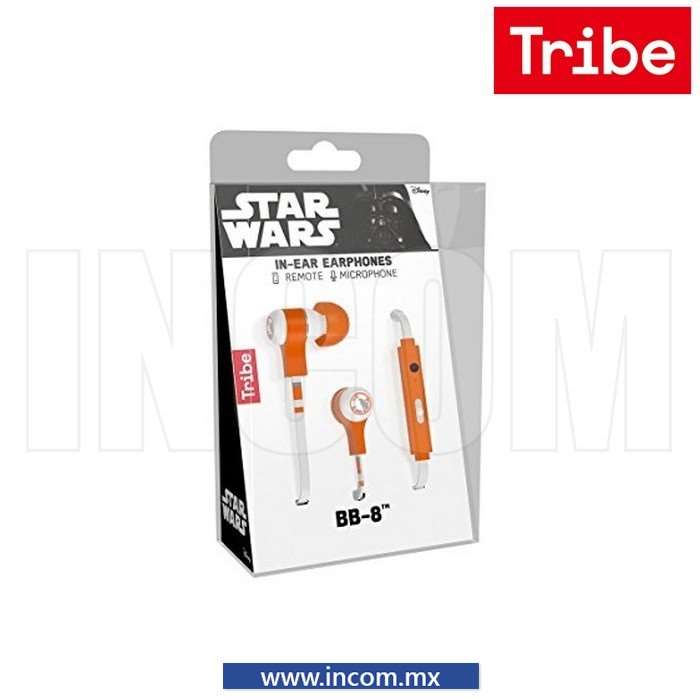 Tribe
Disney
STAR
WARS
IN-EAR EARPHONES
REMOTE MICROPHONE
Tribe
BB-8™
STAR
WARS
INCOM
www.incom.mx